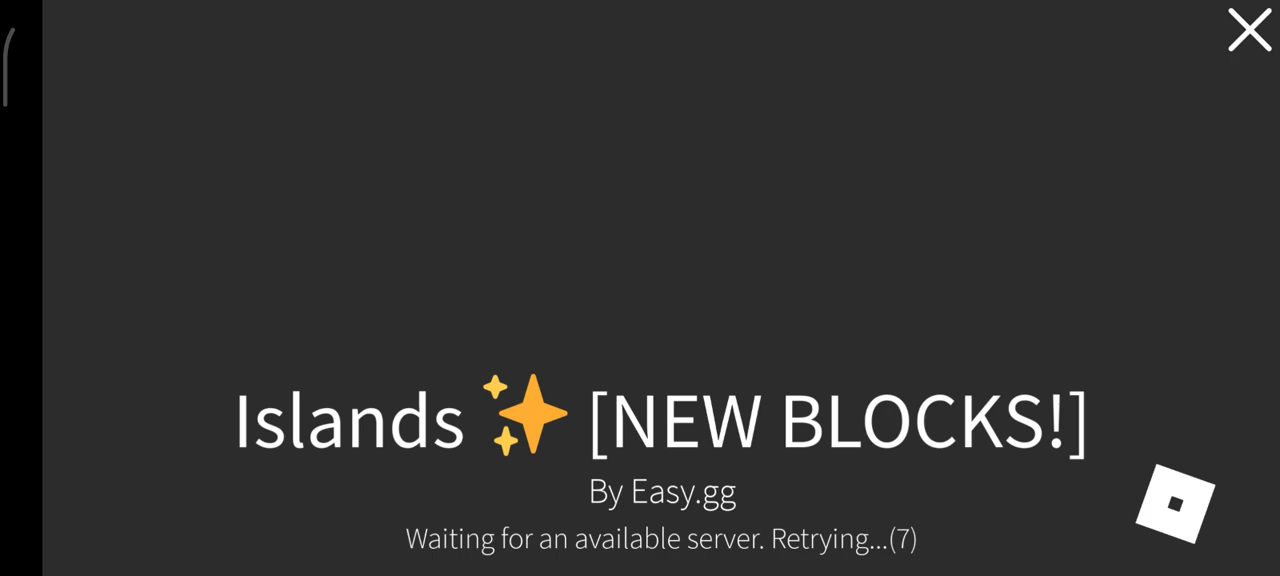 Islands ✨ [NEW BLOCKS!]
By Easy.gg
Waiting for an available server. Retrying...(7)